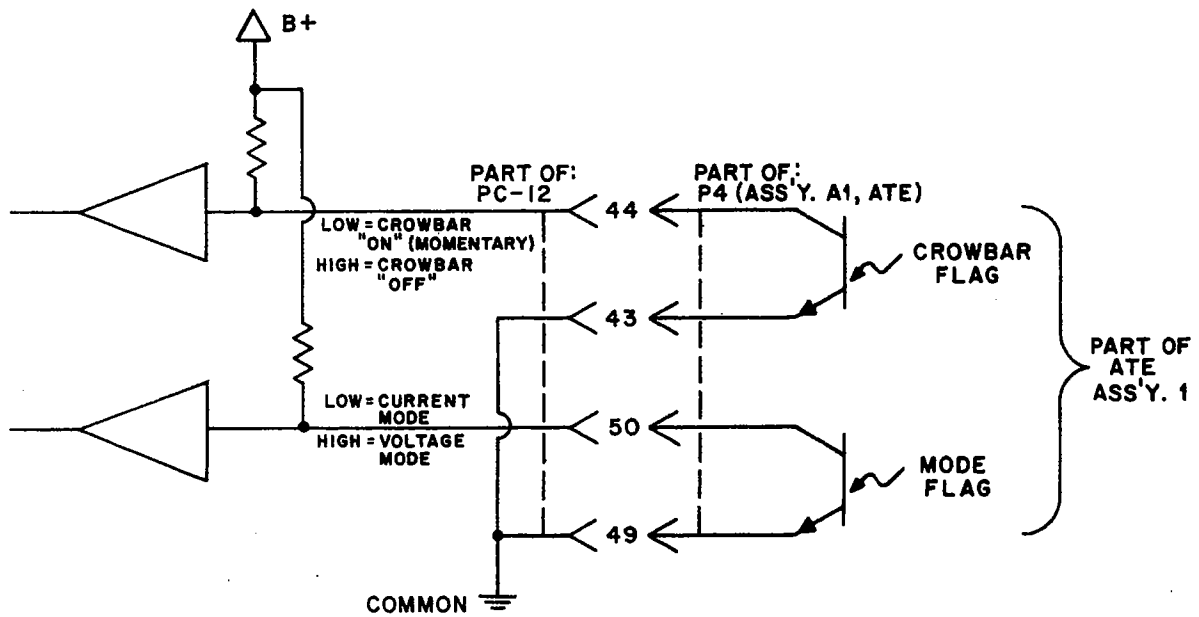 B+
PART OF:
PC-12
PART OF:
P4 (ASS'Y. A1, ATE)
44
LOW = CROWBAR
"ON" (MOMENTARY)
HIGH = CROWBAR
"OFF"
CROWBAR
FLAG
43
PART OF
ATE
ASS'Y. 1
LOW = CURRENT
MODE
50
HIGH = VOLTAGE
MODE
MODE
FLAG
49
COMMON